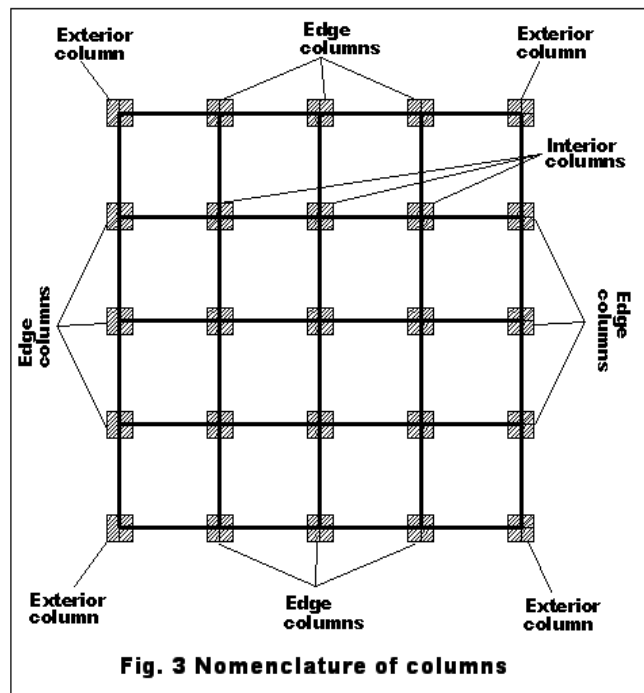 Exterior
column
Edge
columns
Exterior
column
Interior
columns
Edge
columns
Edge
columns
Exterior
column
Edge
columns
Exterior
column
Fig. 3 Nomenclature of columns